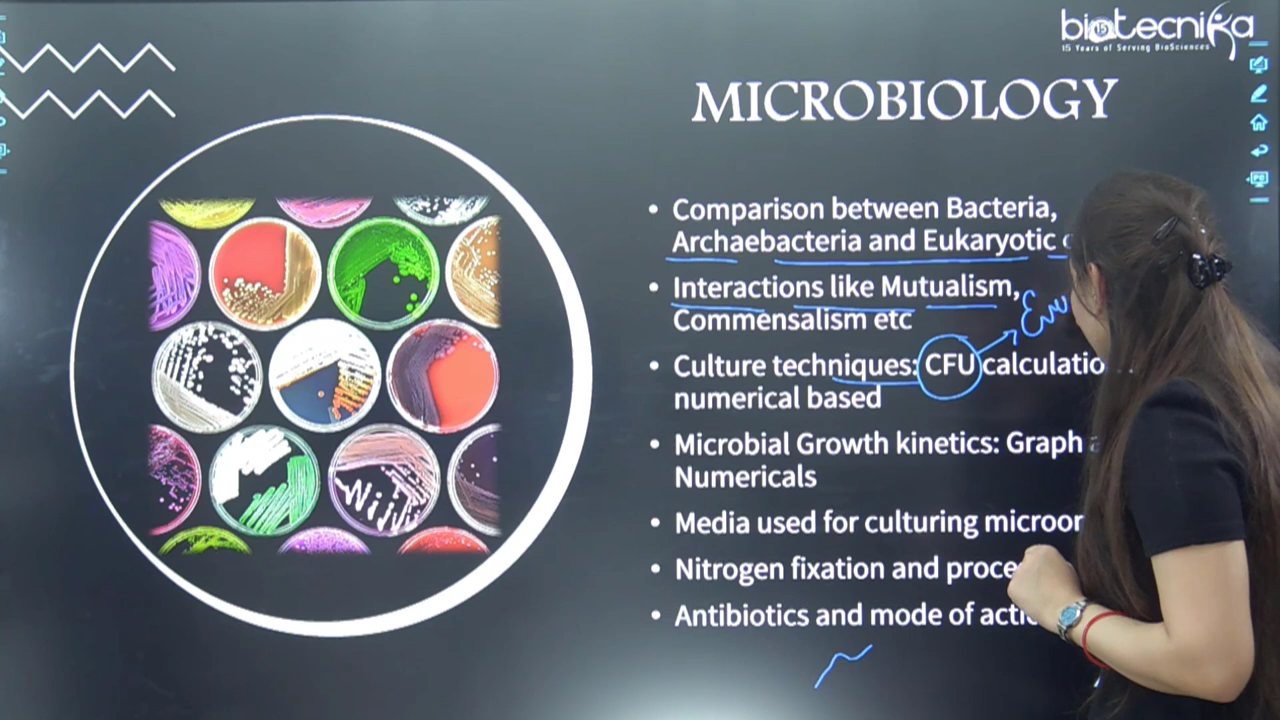 biotecnika
15
15 Years of Serving BioSciences
MICROBIOLOGY
• Comparison between Bacteria,
Archaebacteria and Eukaryotic
• Interactions like Mutualism,
Commensalism etc
• Culture techniques: CFU
numerical based
• Microbial Growth kinetics: Graph
Numericals
• Media used for culturing
• Nitrogen fixation and
• Antibiotics and mode of